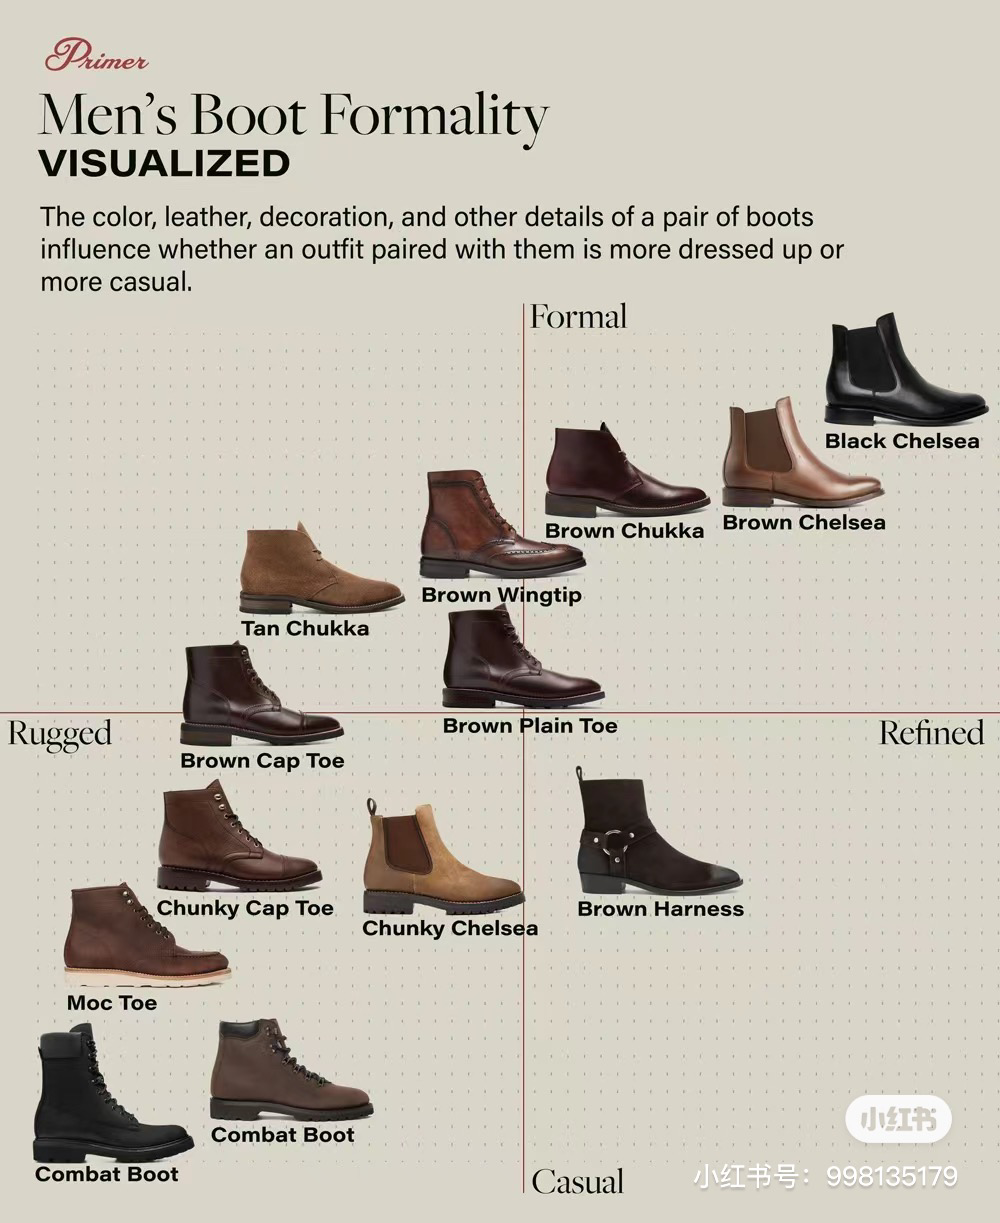 Primer
Men's Boot Formality
VISUALIZED
The color, leather, decoration, and other details of a pair of boots
influence whether an outfit paired with them is more dressed up or
more casual.
Formal
Black Chelsea
Brown Chelsea
Brown Chukka
Brown Wingtip
Tan Chukka
Brown Plain Toe
Rugged
Refined
Brown Cap Toe
Chunky Cap Toe
Chunky Chelsea
Brown Harness
Moc Toe
Combat Boot
Combat Boot
Casual
小红书
小红书号：998135179